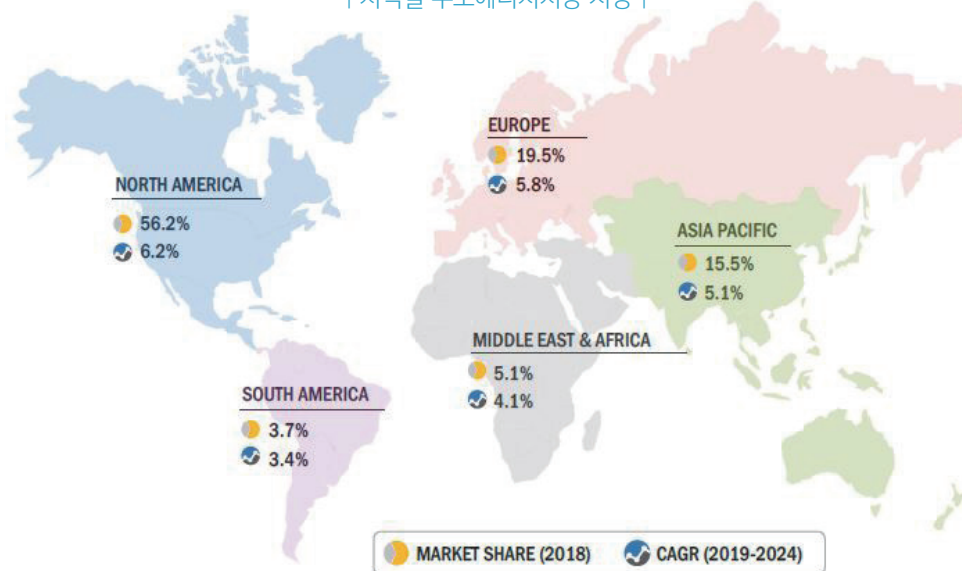 EUROPE
19.5%
5.8%
NORTH AMERICA
56.2%
6.2%
ASIA PACIFIC
15.5%
5.1%
MIDDLE EAST & AFRICA
5.1%
4.1%
SOUTH AMERICA
3.7%
3.4%
MARKET SHARE (2018) CAGR (2019-2024)